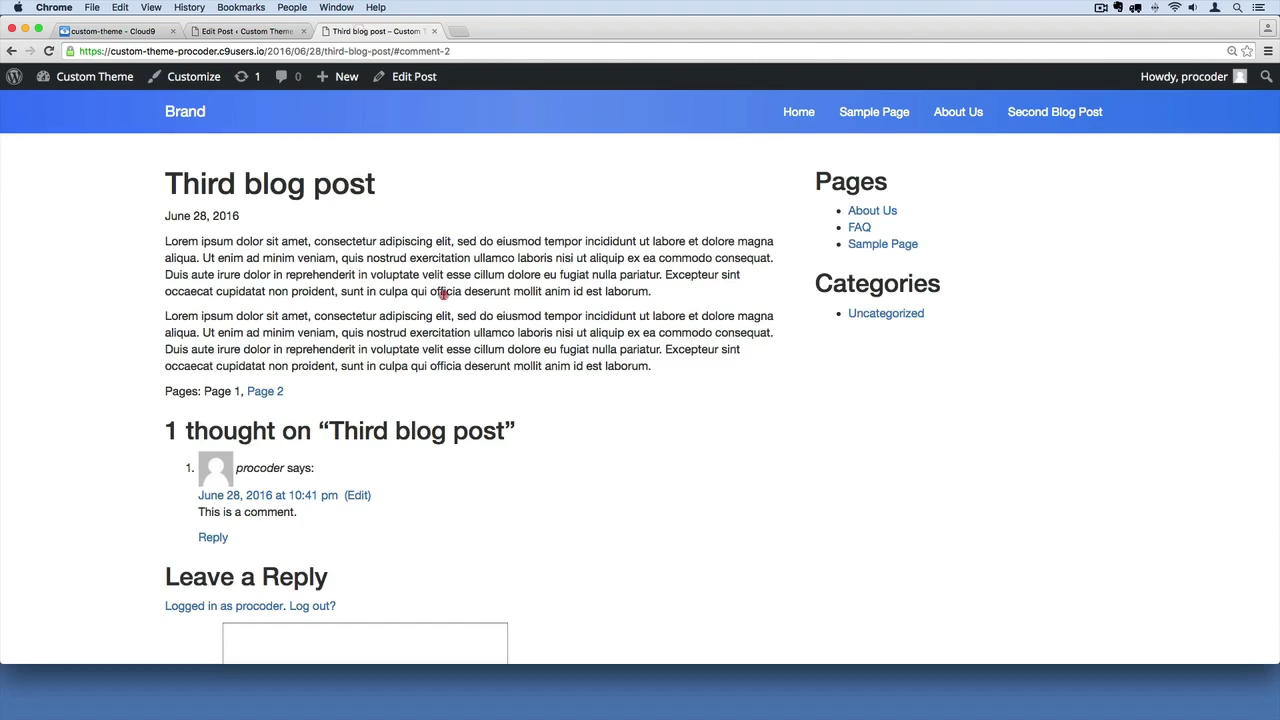 Chrome File Edit View History Bookmarks People Window Help
custom-theme - Cloud9
Edit Post ‹ Custom Theme
Third blog post – Custom T
https://custom-theme-procoder.c9users.io/2016/06/28/third-blog-post/#comment-2
Custom Theme Customize 1 0 New Edit Post Howdy, procoder
Brand Home Sample Page About Us Second Blog Post
Third blog post
June 28, 2016
Lorem ipsum dolor sit amet, consectetur adipiscing elit, sed do eiusmod tempor incididunt ut labore et dolore magna
aliqua. Ut enim ad minim veniam, quis nostrud exercitation ullamco laboris nisi ut aliquip ex ea commodo consequat.
Duis aute irure dolor in reprehenderit in voluptate velit esse cillum dolore eu fugiat nulla pariatur. Excepteur sint
occaecat cupidatat non proident, sunt in culpa qui officia deserunt mollit anim id est laborum.
Lorem ipsum dolor sit amet, consectetur adipiscing elit, sed do eiusmod tempor incididunt ut labore et dolore magna
aliqua. Ut enim ad minim veniam, quis nostrud exercitation ullamco laboris nisi ut aliquip ex ea commodo consequat.
Duis aute irure dolor in reprehenderit in voluptate velit esse cillum dolore eu fugiat nulla pariatur. Excepteur sint
occaecat cupidatat non proident, sunt in culpa qui officia deserunt mollit anim id est laborum.
Pages: Page 1, Page 2
1 thought on “Third blog post”
1. procoder says:
June 28, 2016 at 10:41 pm (Edit)
This is a comment.
Reply
Leave a Reply
Logged in as procoder. Log out?
Pages
About Us
FAQ
Sample Page
Categories
Uncategorized